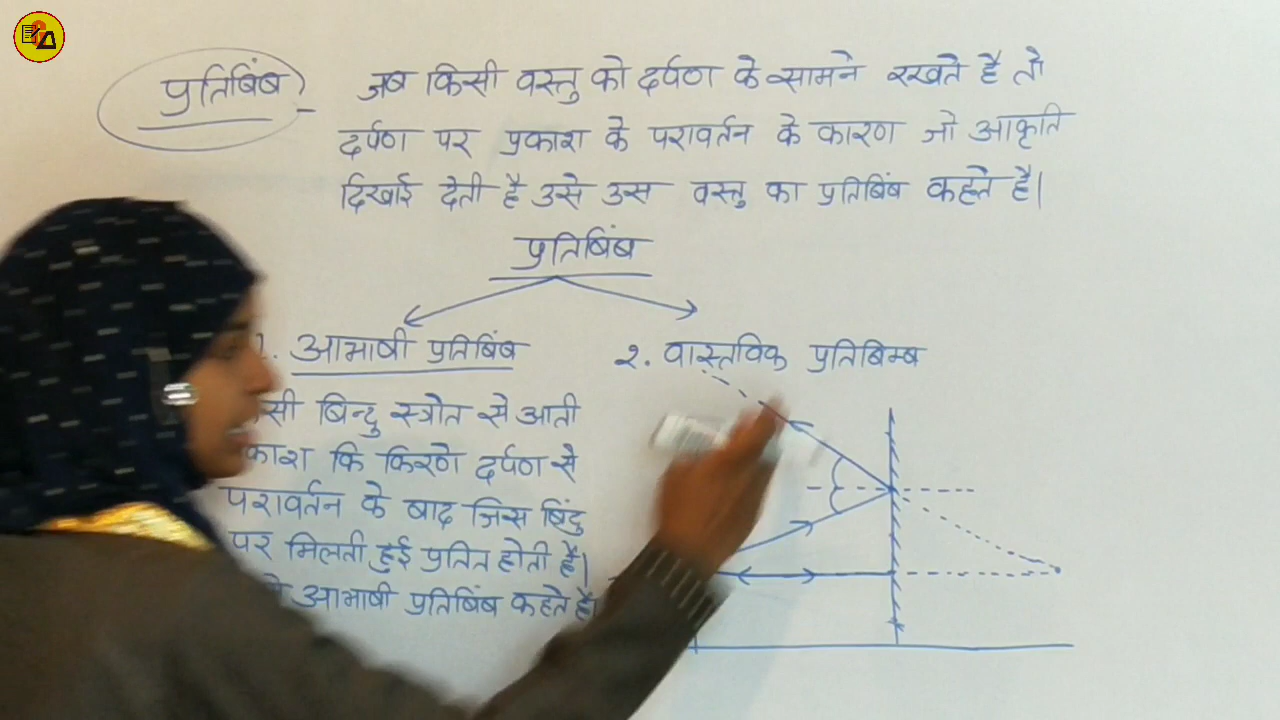 प्रतिबिंब - जब किसी वस्तु को दर्पण के सामने रखते है तो
दर्पण पर प्रकाश के परावर्तन के कारण जो आकृति
दिखाई देती है उसे उस वस्तु का प्रतिबिंब कहते है।
प्रतिबिंब
आभाषी प्रतिबिंब
बिन्दु स्त्रोत से आती
कि किरणे दर्पण से
परावर्तन के बाद जिस बिंदु
पर मिलती हुई प्रतित होती है।
आभाषी प्रतिबिंब कहते है।
२. वास्तविक प्रतिबिम्ब